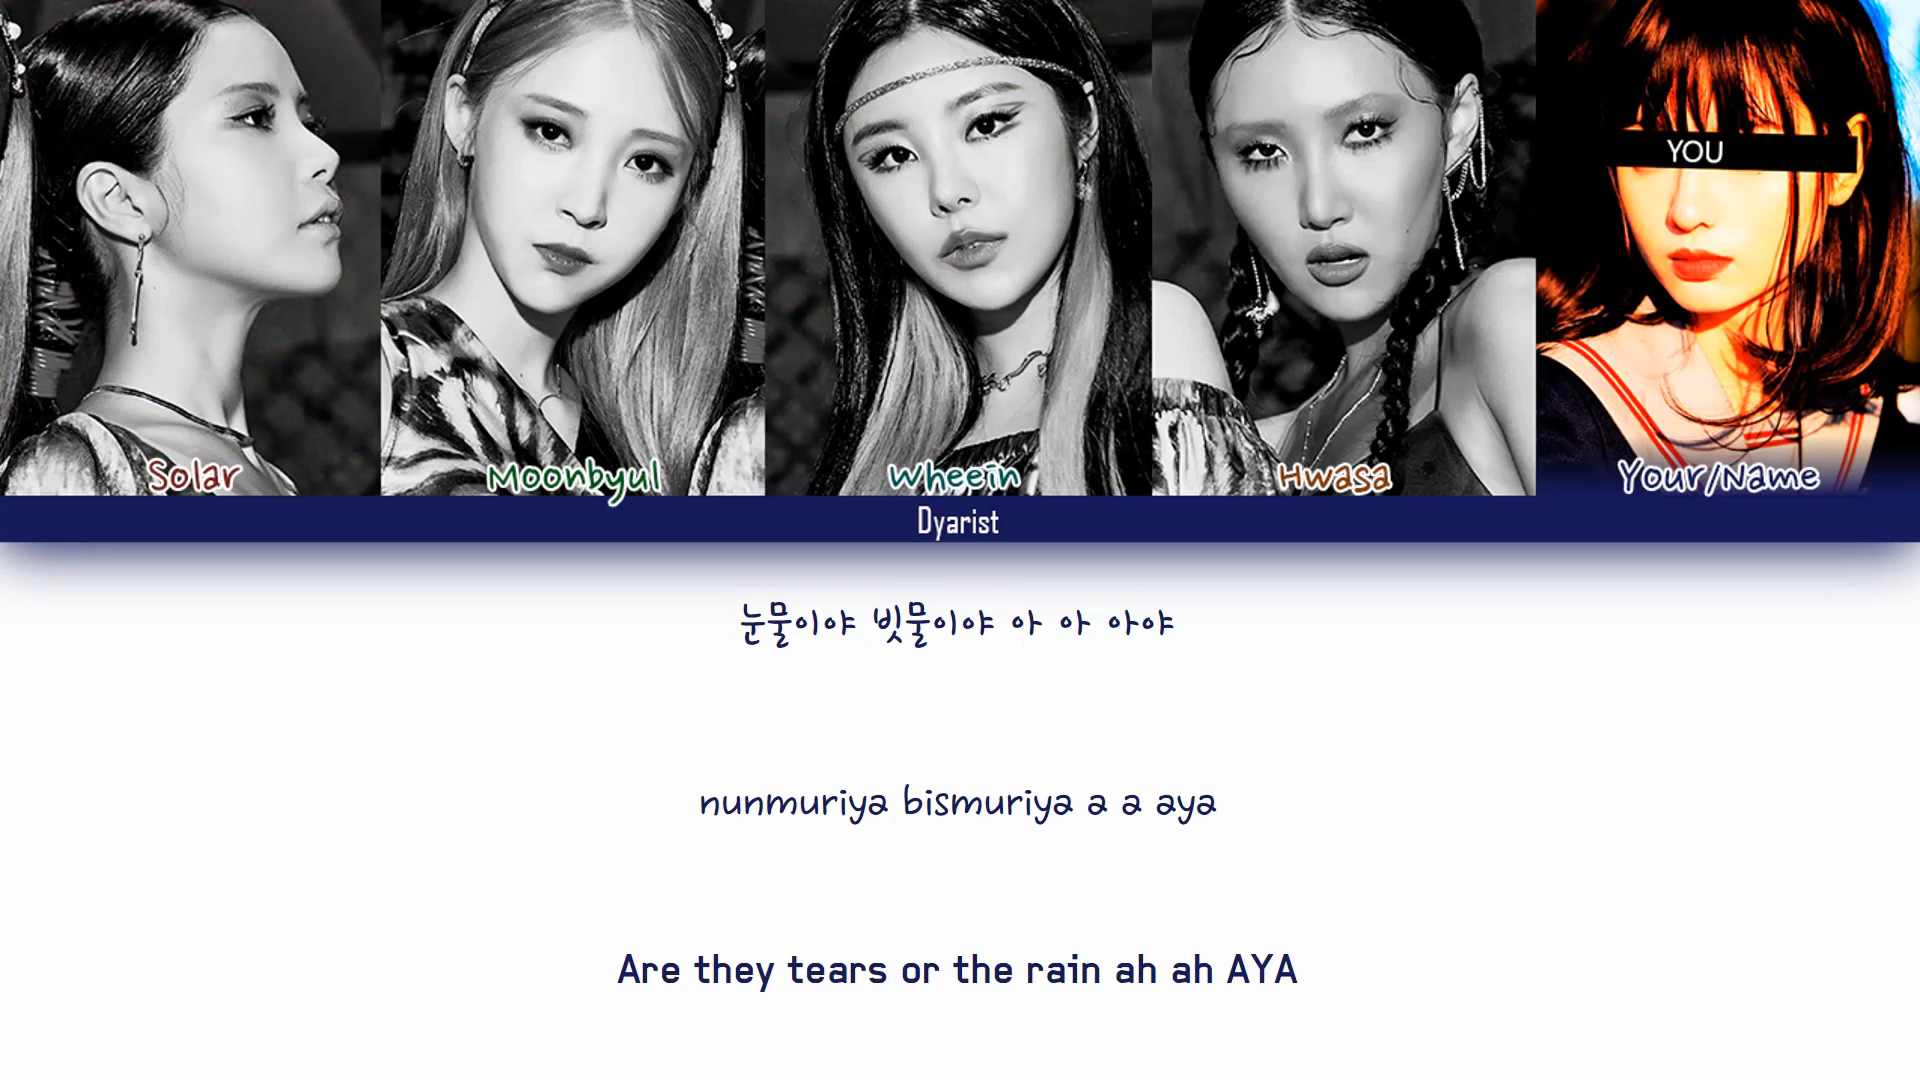 YOU
Solar
Moonbyul
Wheein
Hwasa
Your/Name
Dyarist
눈물이야 빗물이야 아 아 아야
nunmuriya bismuriya a a aya
Are they tears or the rain ah ah AYA